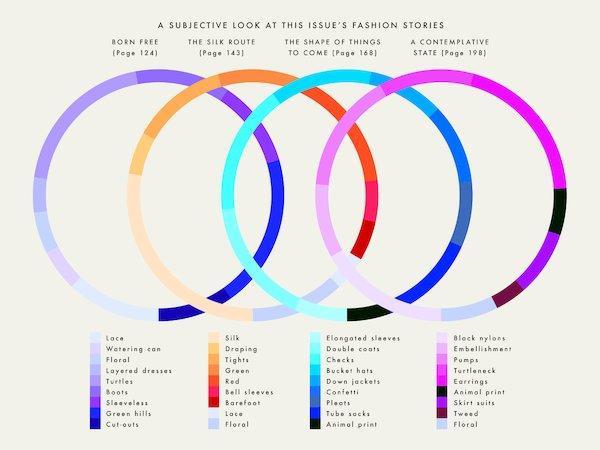 A SUBJECTIVE LOOK AT THIS ISSUE'S FASHION STORIES
BORN FREE
(Page 124)
THE SILK ROUTE
(Page 143)
THE SHAPE OF THINGS
TO COME (Page 168)
A CONTEMPLATIVE
STATE (Page 198)
Lace
Watering can
Floral
Layered dresses
Turtles
Boots
Sleeveless
Green hills
Cut-outs
Silk
Draping
Tights
Green
Red
Bell sleeves
Barefoot
Lace
Floral
Elongated sleeves
Double coats
Checks
Bucket hats
Down jackets
Confetti
Pleats
Tube socks
Animal print
Black nylons
Embellishment
Pumps
Turtleneck
Earrings
Animal print
Skirt suits
Tweed
Floral